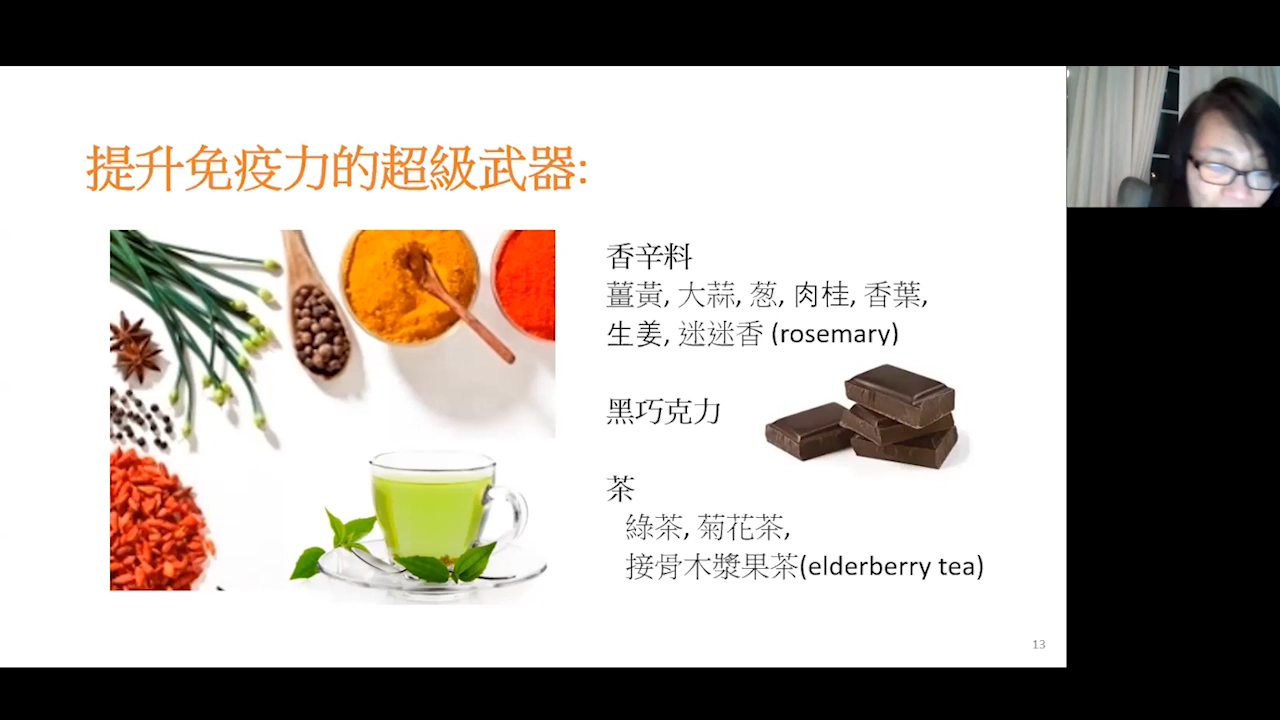 提升免疫力的超級武器:
香辛料
薑黃, 大蒜, 葱, 肉桂, 香葉,
生姜, 迷迷香 (rosemary)
黑巧克力
茶
綠茶, 菊花茶,
接骨木漿果茶(elderberry tea)
13